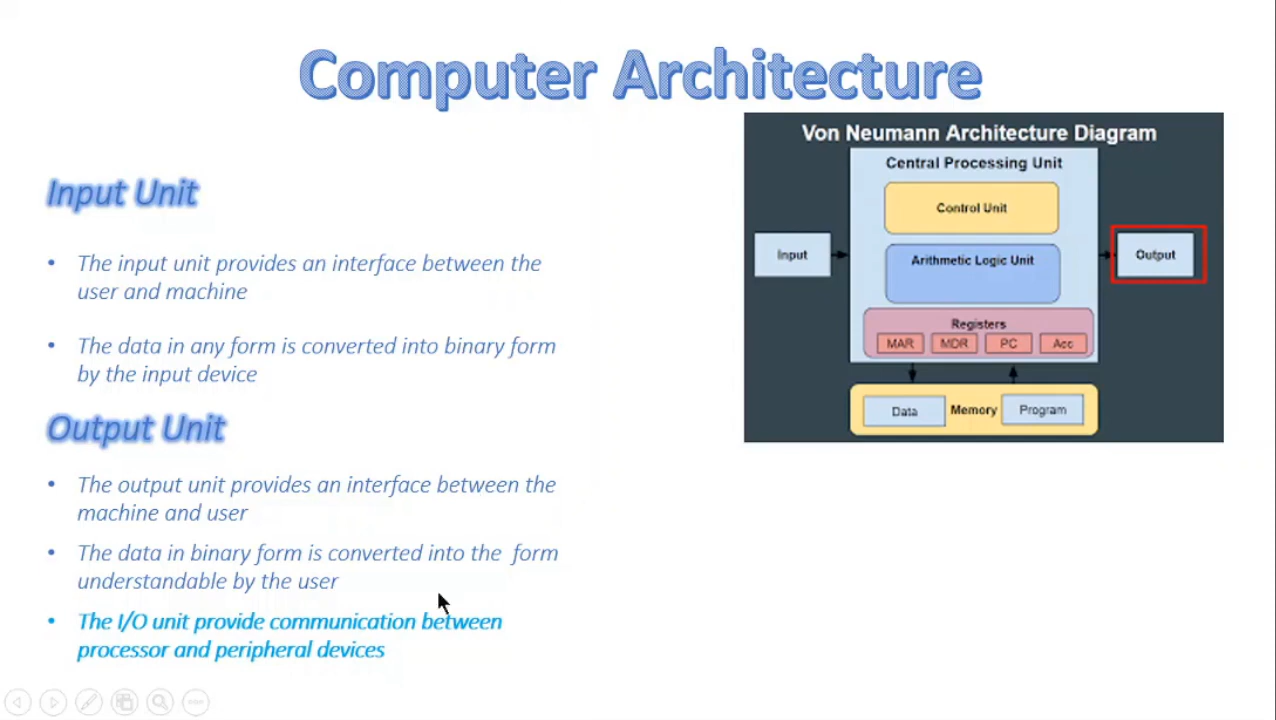 Computer Architecture
Input Unit
• The input unit provides an interface between the
user and machine
• The data in any form is converted into binary form
by the input device
Output Unit
• The output unit provides an interface between the
machine and user
• The data in binary form is converted into the form
understandable by the user
• The I/O unit provide communication between
processor and peripheral devices
Von Neumann Architecture Diagram
Central Processing Unit
Control Unit
Input
Arithmetic Logic Unit
Output
Registers
MAR MDR PC Acc
Data Memory Program